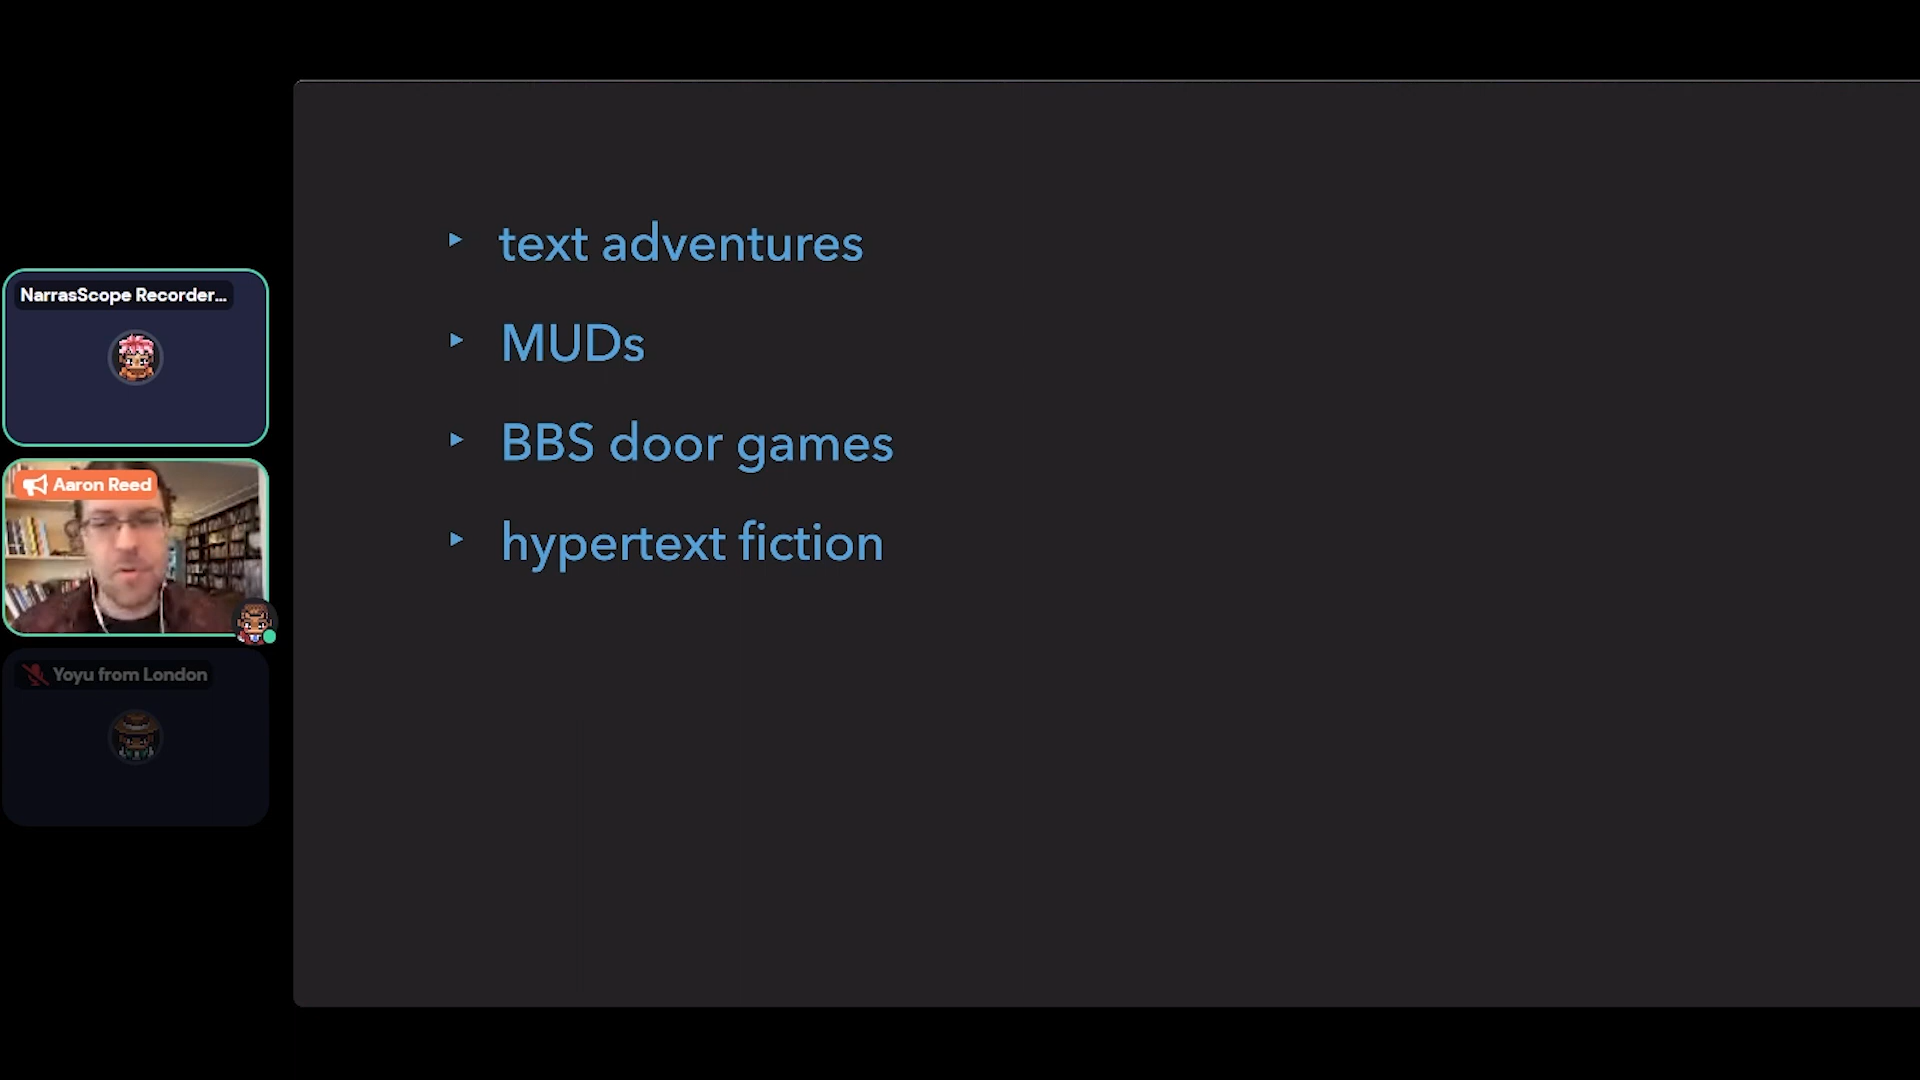 NarrasScope Recorder...
Aaron Reed
Yoyu from London
text adventures
MUDs
BBS door games
hypertext fiction